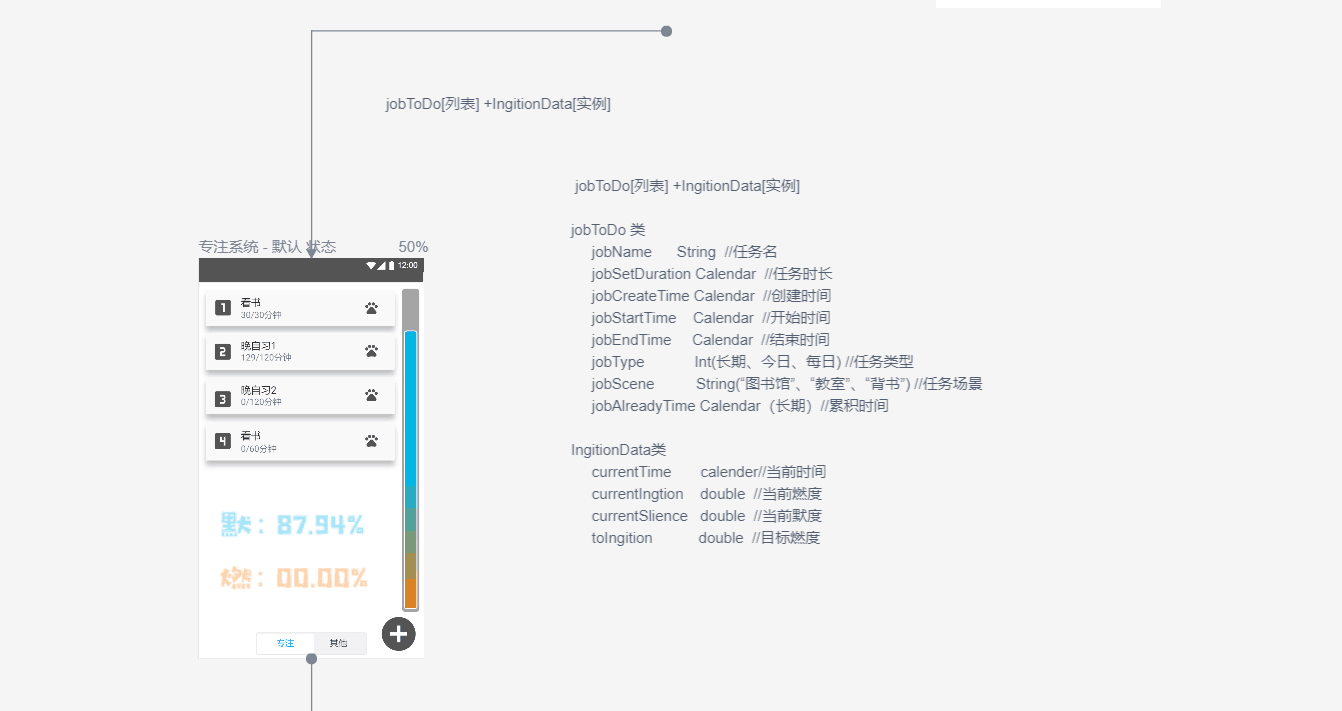 jobToDo[列表] +IngitionData[实例]
jobToDo[列表] +IngitionData[实例]
jobToDo 类
jobName String //任务名
jobSetDuration Calendar //任务时长
jobCreateTime Calendar //创建时间
jobStartTime Calendar //开始时间
jobEndTime Calendar //结束时间
jobType Int(长期、今日、每日) //任务类型
jobScene String(“图书馆”、“教室”、“背书”) //任务场景
jobAlreadyTime Calendar（长期）//累积时间
IngitionData类
currentTime calender//当前时间
currentIngtion double //当前燃度
currentSlience double //当前默度
toIngition double //目标燃度
专注系统 - 默认 状态 50%
12:00
1 看书
30/30分钟
2 晚自习1
129/120分钟
3 晚自习2
0/120分钟
4 看书
0/60分钟
默：87.94%
燃：00.00%
专注 其他